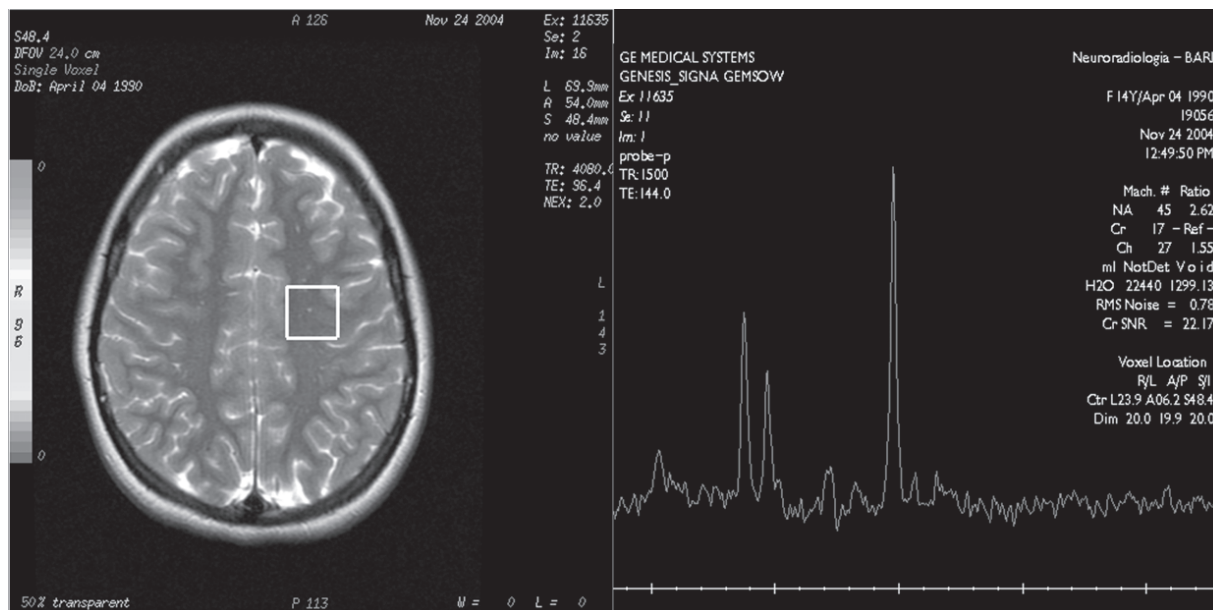 A 126
Nov 24 2004
Ex: 11635
Se: 2
Im: 16
S48.4
DFOV 24.0 cm
Single Voxel
DoB: April 04 1990
L 69.9mm
A 54.0mm
S 48.4mm
no value
TR: 4080.0
TE: 96.4
NEX: 2.0
0
R
96
0
L
143
50% transparent
P 113
W = 0 L = 0
GE MEDICAL SYSTEMS
GENESIS_SIGNA GEMSOW
Ex: 11635
Se: 11
Im: 1
probe-p
TR:1500
TE:144.0
Neuroradiologia - BARI
F 14Y/Apr 04 1990
19056
Nov 24 2004
12:49:50 PM
Mach. # Ratio
NA 45 2.62
Cr 17 -Ref-
Ch 27 1.55
mI NotDet Void
H2O 22440 1299.13
RMS Noise = 0.78
Cr SNR = 22.17
Voxel Location
R/L A/P S/I
Ctr L23.9 A06.2 S48.4
Dim 20.0 19.9 20.0